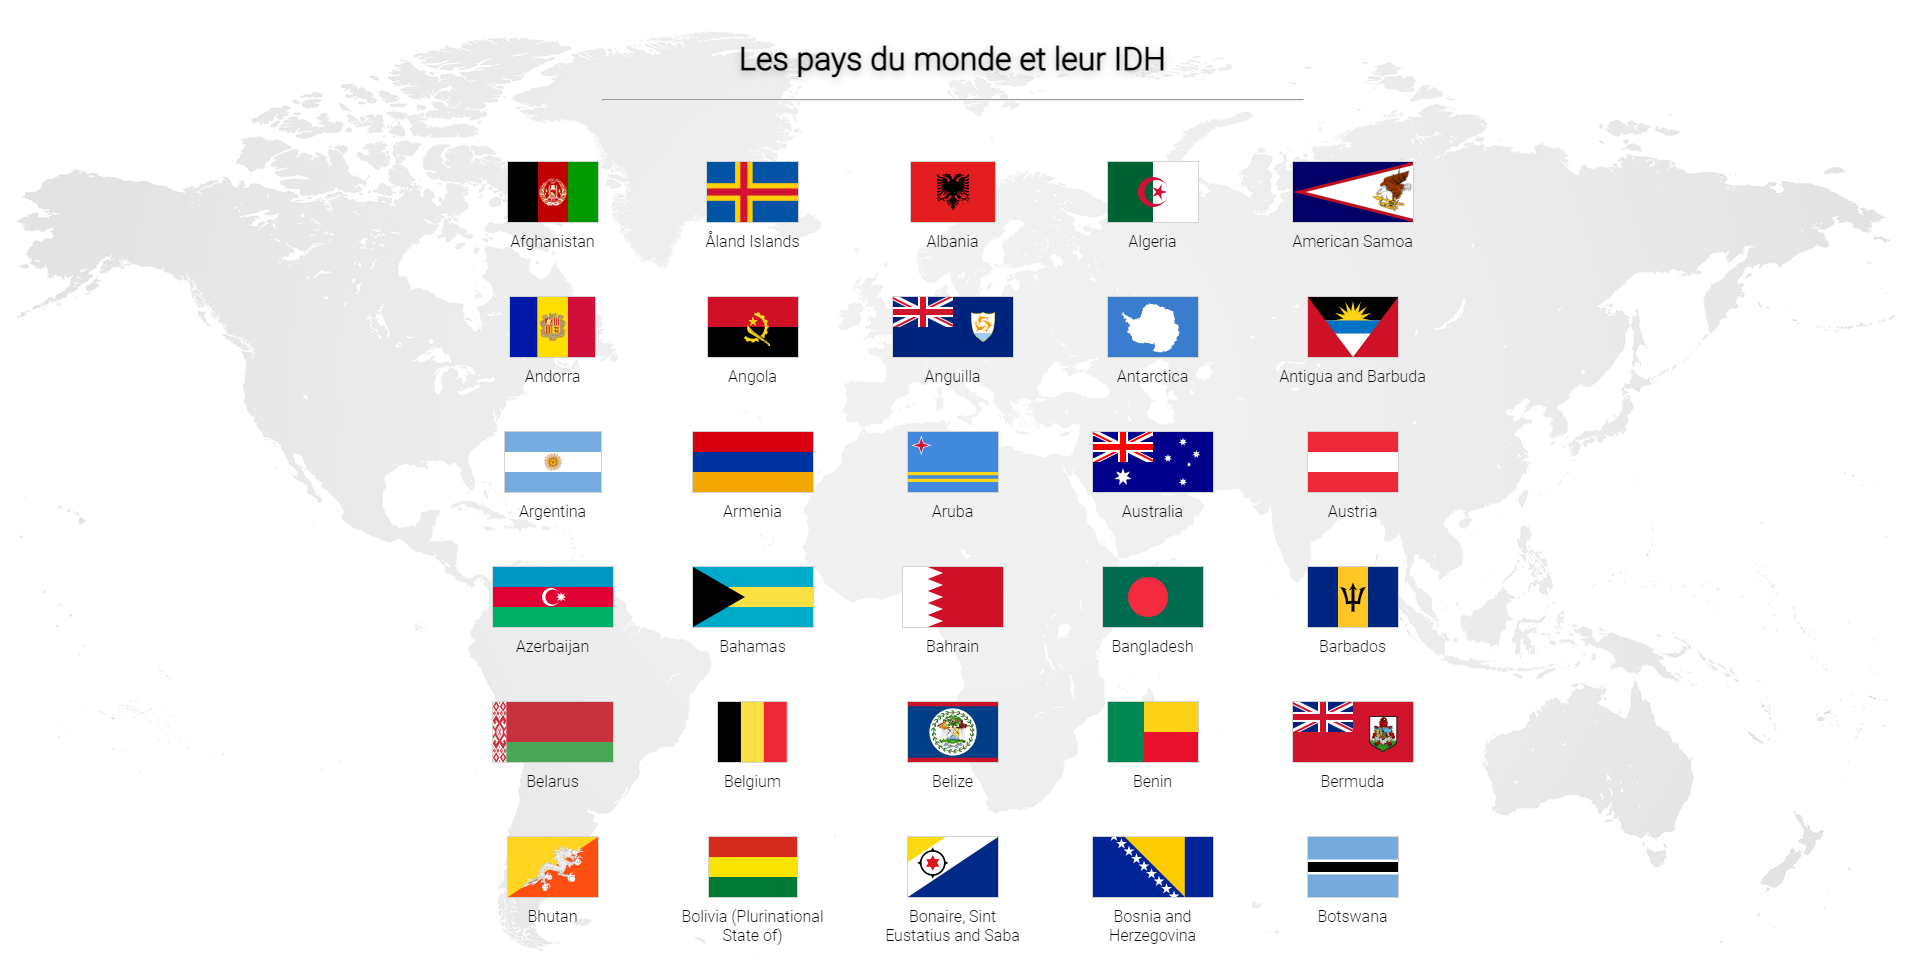 Les pays du monde et leur IDH
Afghanistan
Åland Islands
Albania
Algeria
American Samoa
Andorra
Angola
Anguilla
Antarctica
Antigua and Barbuda
Argentina
Armenia
Aruba
Australia
Austria
Azerbaijan
Bahamas
Bahrain
Bangladesh
Barbados
Belarus
Belgium
Belize
Benin
Bermuda
Bhutan
Bolivia (Plurinational
State of)
Bonaire, Sint
Eustatius and Saba
Bosnia and
Herzegovina
Botswana